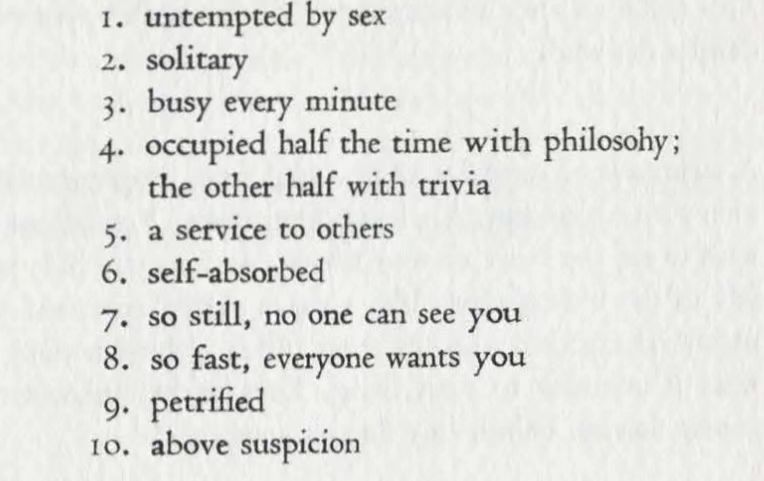 1. untempted by sex
2. solitary
3. busy every minute
4. occupied half the time with philosohy;
the other half with trivia
5. a service to others
6. self-absorbed
7. so still, no one can see you
8. so fast, everyone wants you
9. petrified
10. above suspicion